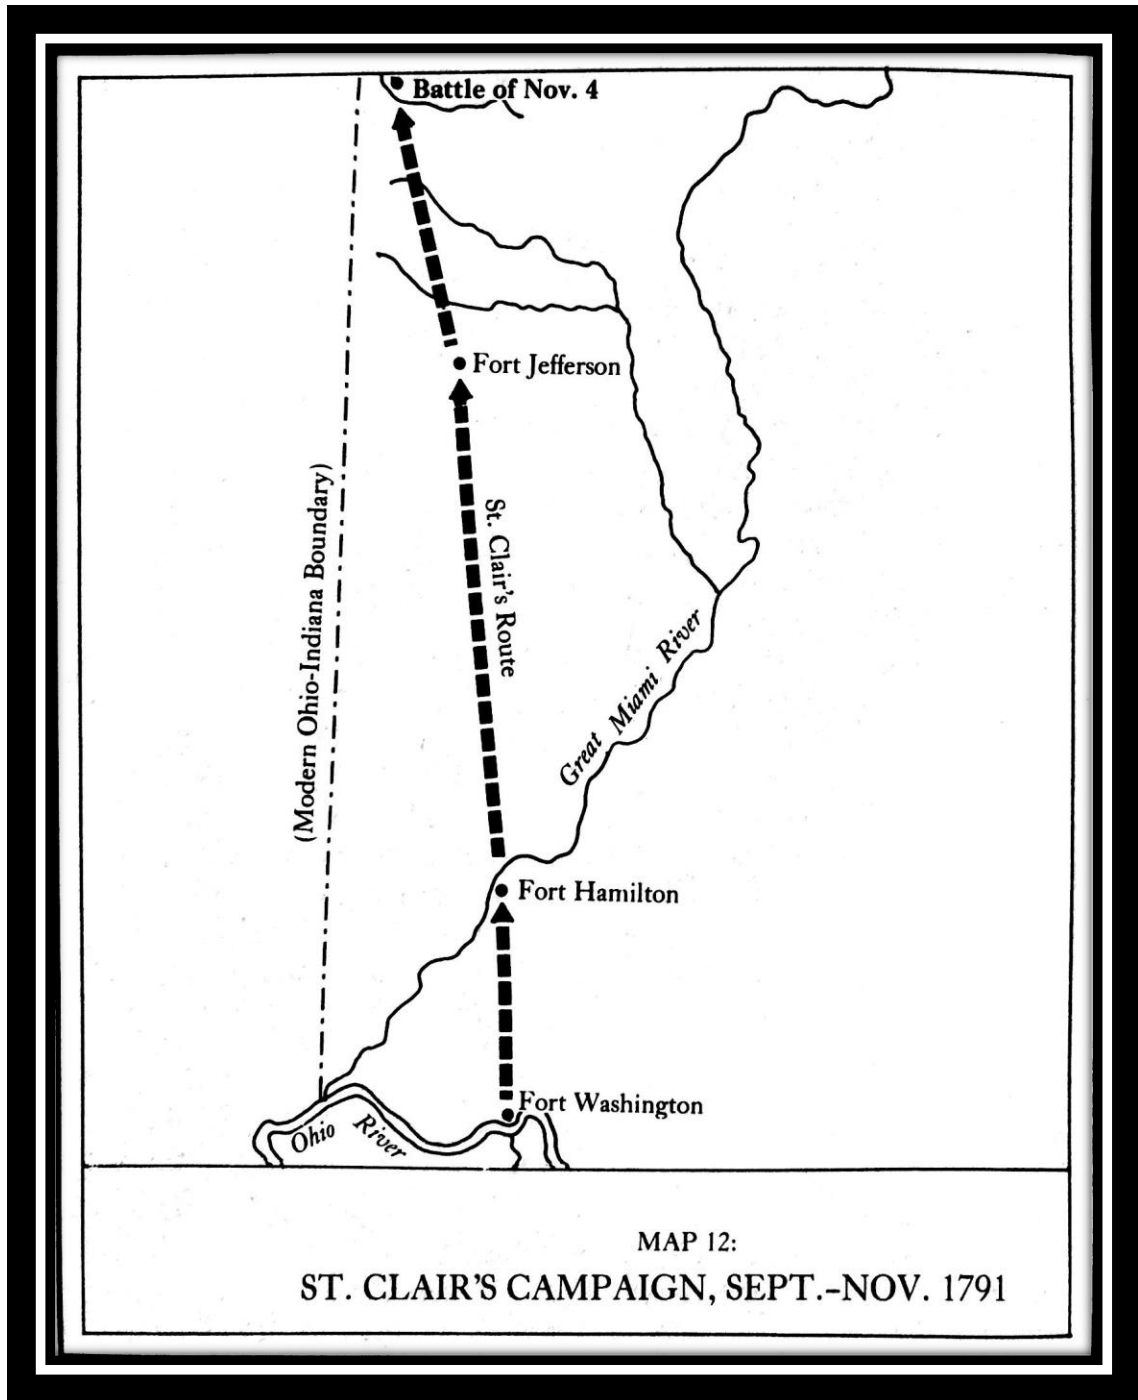 Battle of Nov. 4
Fort Jefferson
St. Clair's Route
(Modern Ohio-Indiana Boundary)
Great Miami River
Fort Hamilton
Fort Washington
Ohio River
MAP 12:
ST. CLAIR'S CAMPAIGN, SEPT.-NOV. 1791